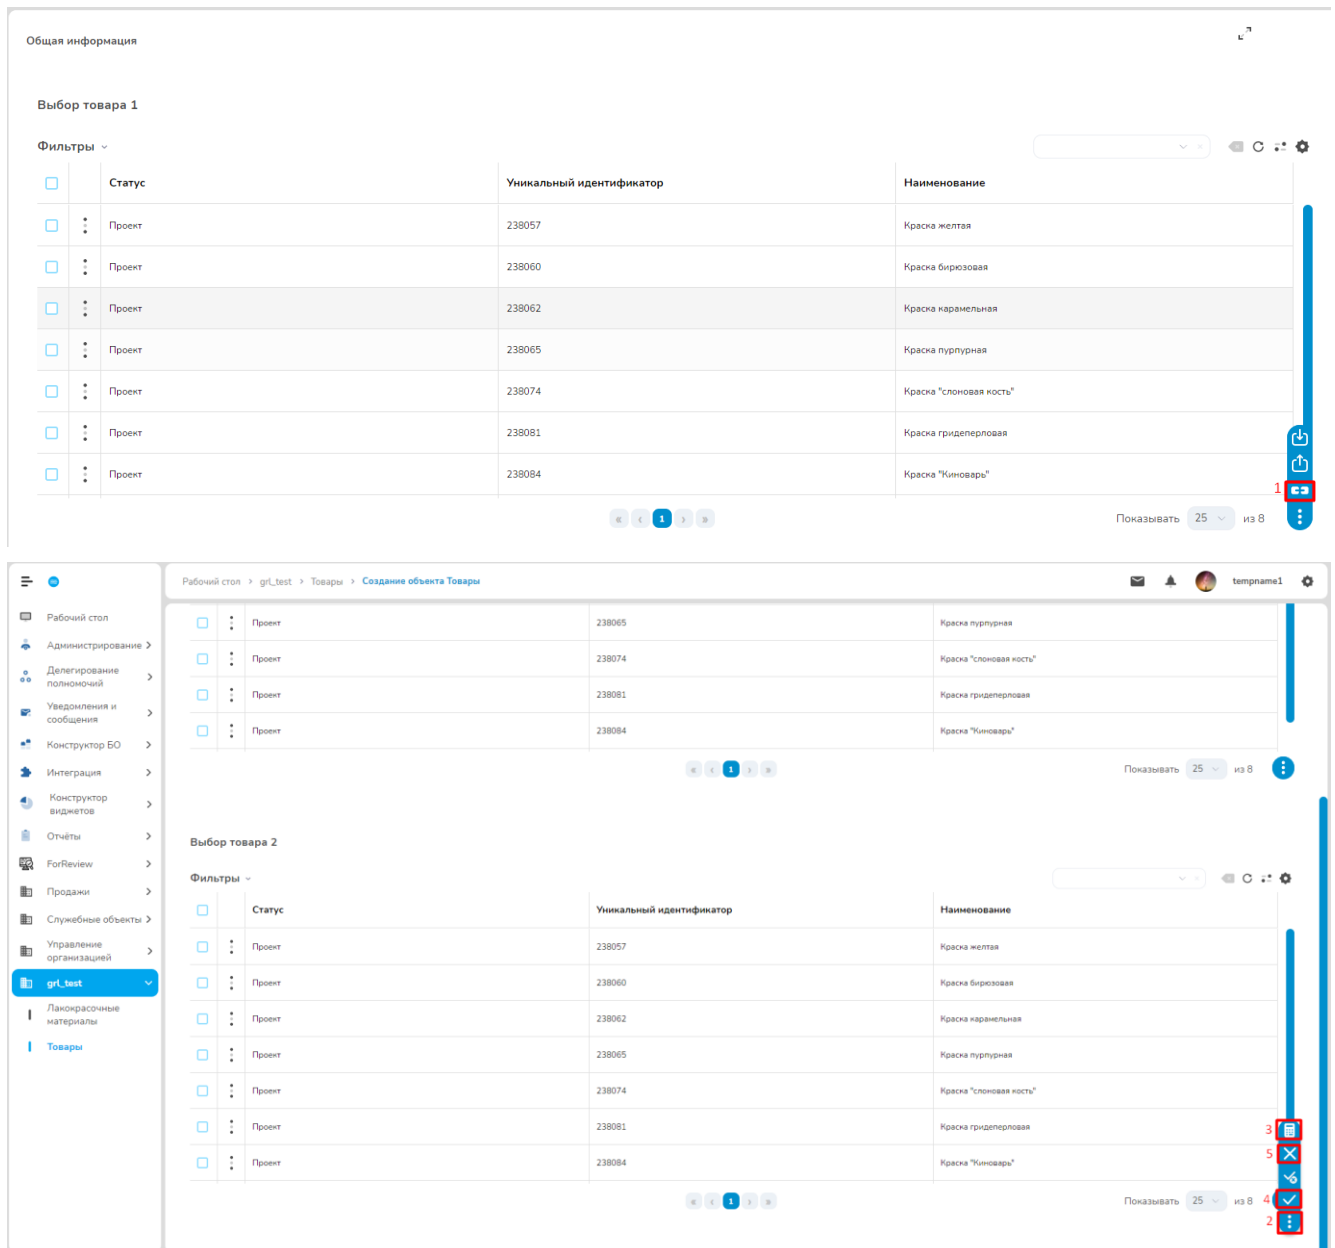 Общая информация
Выбор товара 1
Фильтры
Статус Уникальный идентификатор Наименование
Проект 238057 Краска желтая
Проект 238060 Краска бирюзовая
Проект 238062 Краска карамельная
Проект 238065 Краска пурпурная
Проект 238074 Краска "слоновая кость"
Проект 238081 Краска гридеперловая
Проект 238084 Краска "Киноварь"
1
« ‹ 1 › » Показывать 25 из 8
Рабочий стол > grl_test > Товары > Создание объекта Товары tempname1
Рабочий стол
Администрирование
Делегирование
полномочий
Уведомления и
сообщения
Конструктор БО
Интеграция
Конструктор
виджетов
Отчёты
ForReview
Продажи
Служебные объекты
Управление
организацией
grl_test
Лакокрасочные
материалы
Товары
Проект 238065 Краска пурпурная
Проект 238074 Краска "слоновая кость"
Проект 238081 Краска гридеперловая
Проект 238084 Краска "Киноварь"
« ‹ 1 › » Показывать 25 из 8
Выбор товара 2
Фильтры
Статус Уникальный идентификатор Наименование
Проект 238057 Краска желтая
Проект 238060 Краска бирюзовая
Проект 238062 Краска карамельная
Проект 238065 Краска пурпурная
Проект 238074 Краска "слоновая кость"
Проект 238081 Краска гридеперловая
3
5
Проект 238084 Краска "Киноварь"
« ‹ 1 › » Показывать 25 из 8 4
2